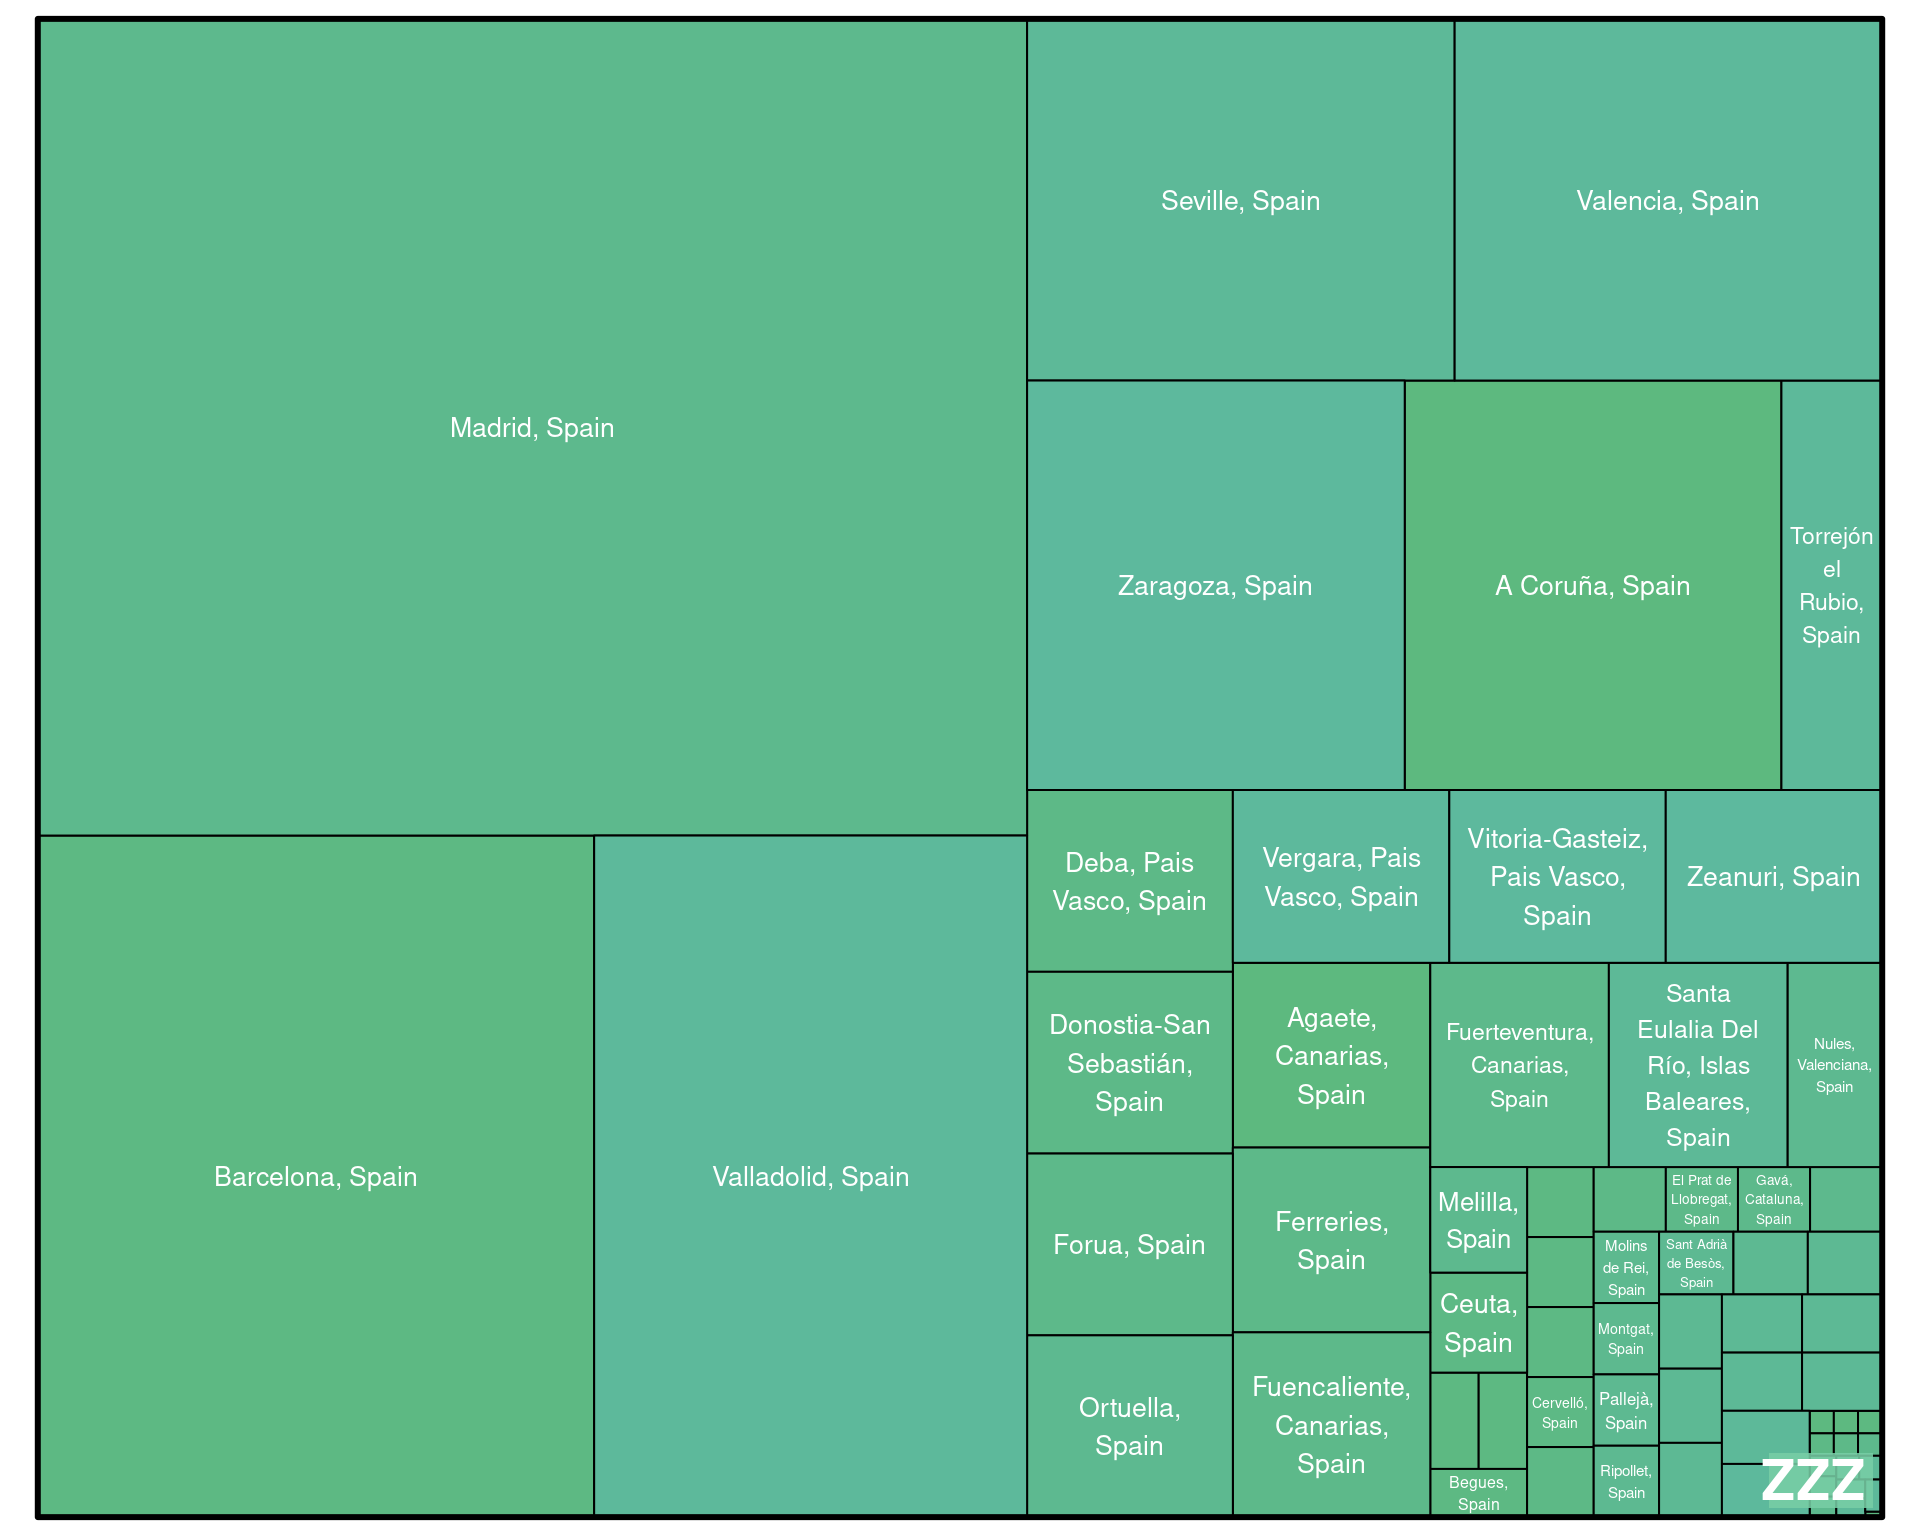 Madrid, Spain
Seville, Spain
Valencia, Spain
Zaragoza, Spain
A Coruña, Spain
Torrejón
el
Rubio,
Spain
Barcelona, Spain
Valladolid, Spain
Deba, Pais
Vasco, Spain
Vergara, Pais
Vasco, Spain
Vitoria-Gasteiz,
Pais Vasco,
Spain
Zeanuri, Spain
Donostia-San
Sebastián,
Spain
Agaete,
Canarias,
Spain
Fuerteventura,
Canarias,
Spain
Santa
Eulalia Del
Río, Islas
Baleares,
Spain
Nules,
Valenciana,
Spain
Forua, Spain
Ferreries,
Spain
Melilla,
Spain
El Prat de
Llobregat,
Spain
Gavá,
Cataluna,
Spain
Molins
de Rei,
Spain
Sant Adrià
de Besòs,
Spain
Ceuta,
Spain
Montgat,
Spain
Ortuella,
Spain
Fuencaliente,
Canarias,
Spain
Cervelló,
Spain
Pallejà,
Spain
Begues,
Spain
Ripollet,
Spain
ZZZ